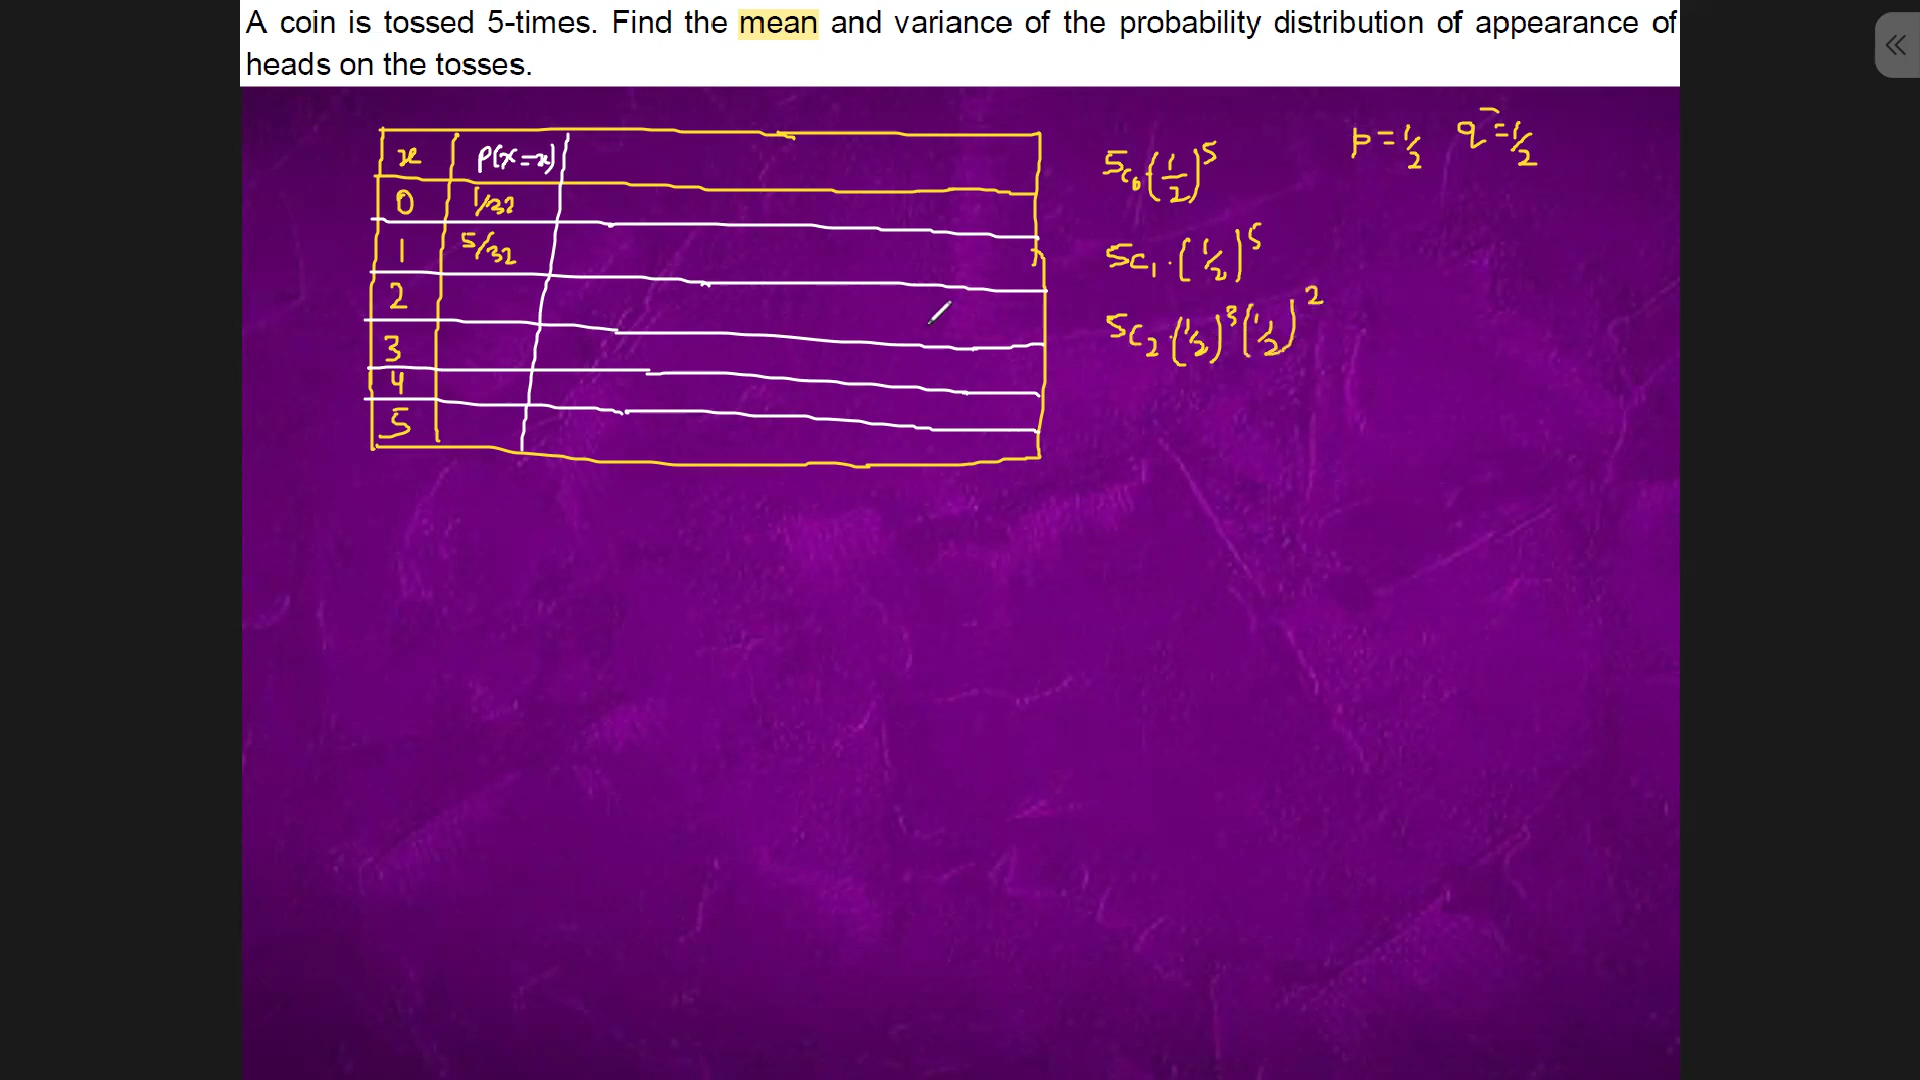 A coin is tossed 5-times. Find the mean and variance of the probability distribution of appearance of
heads on the tosses.
x P(X=x)
0 1/32
1 5/32
2
3
4
5
5c₀(1/2)⁵
5c₁·(1/2)⁵
5c₂·(1/2)³(1/2)²
p=1/2 q=1/2